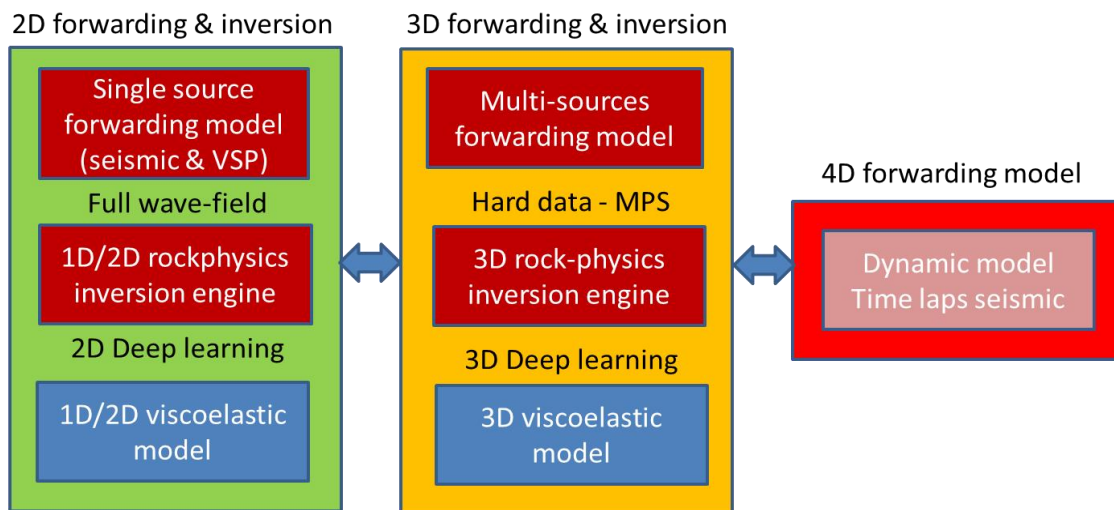 2D forwarding & inversion
Single source
forwarding model
(seismic & VSP)
Full wave-field
1D/2D rockphysics
inversion engine
2D Deep learning
1D/2D viscoelastic
model
3D forwarding & inversion
Multi-sources
forwarding model
Hard data - MPS
3D rock-physics
inversion engine
3D Deep learning
3D viscoelastic
model
4D forwarding model
Dynamic model
Time laps seismic